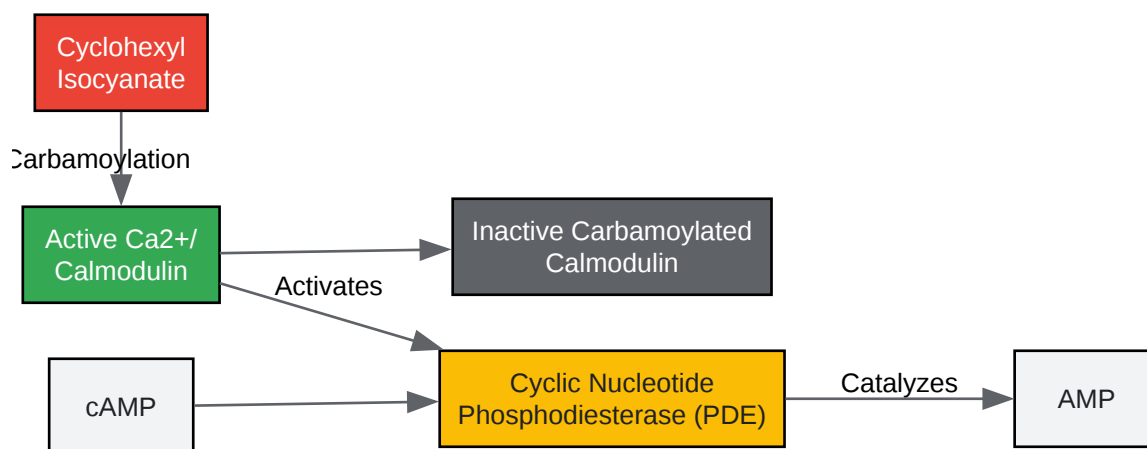 Cyclohexyl
Isocyanate
Carbamoylation
Active Ca2+/
Calmodulin
Inactive Carbamoylated
Calmodulin
Activates
cAMP
Cyclic Nucleotide
Phosphodiesterase (PDE)
Catalyzes
AMP